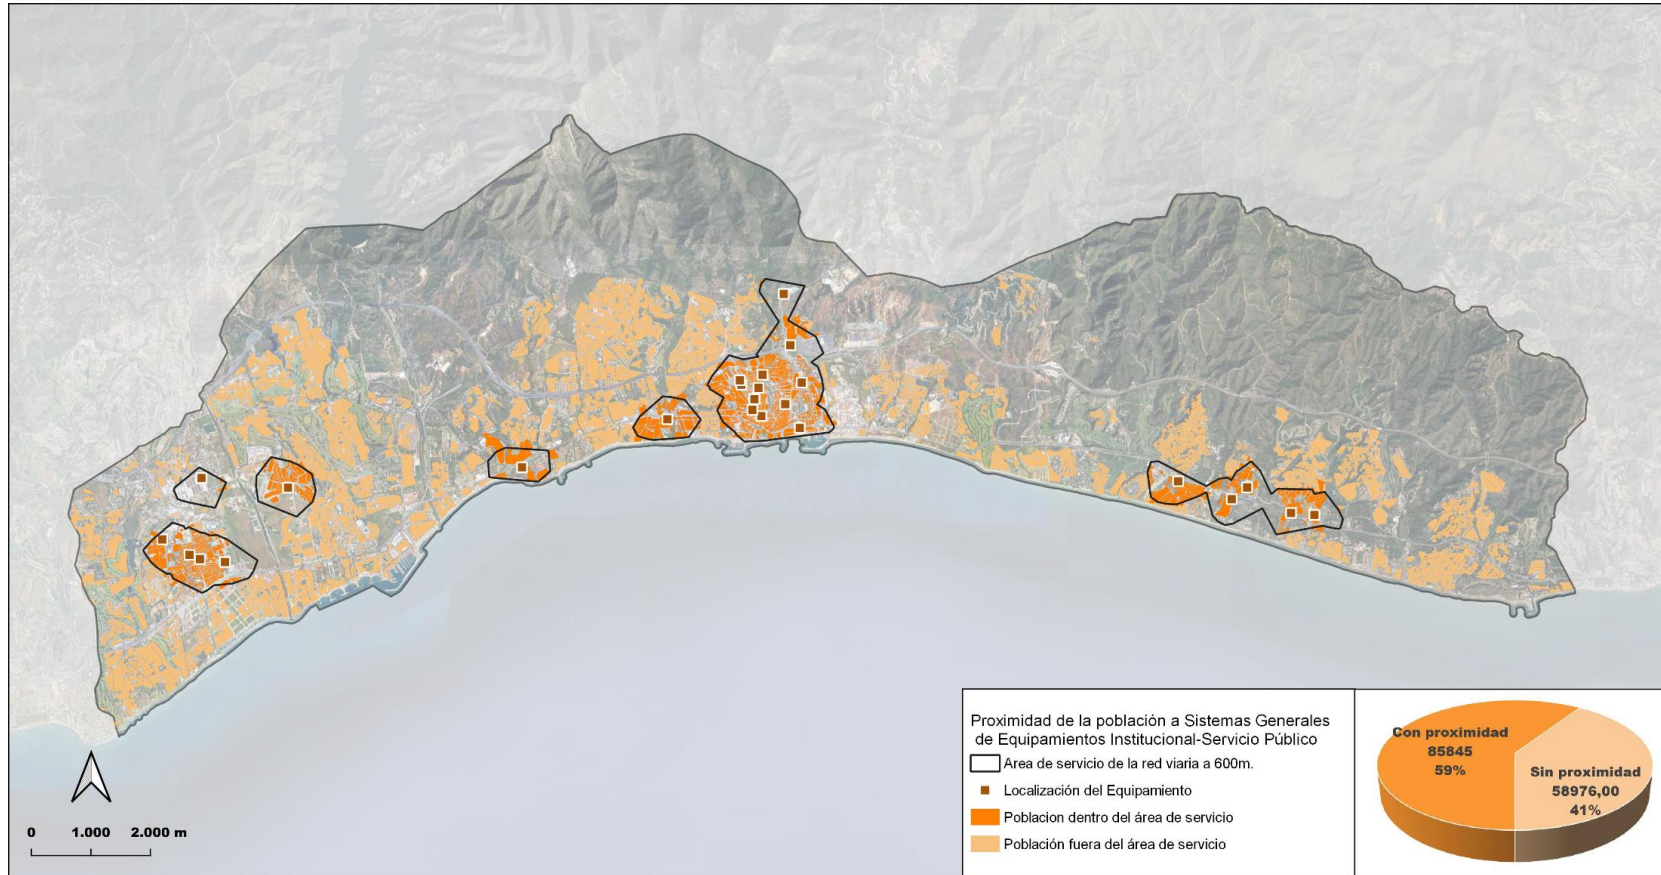 Proximidad de la población a Sistemas Generales
de Equipamientos Institucional-Servicio Público
Area de servicio de la red viaria a 600m.
Localización del Equipamiento
Poblacion dentro del área de servicio
Población fuera del área de servicio
Con proximidad
85845
59%
Sin proximidad
58976,00
41%
0 1.000 2.000 m